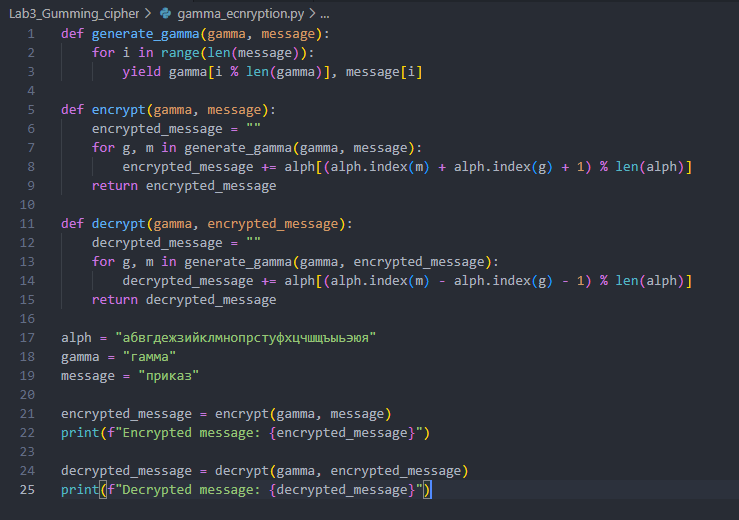 Lab3_Gumming_cipher > gamma_ecnryption.py > ...
1 def generate_gamma(gamma, message):
2     for i in range(len(message)):
3         yield gamma[i % len(gamma)], message[i]
4
5 def encrypt(gamma, message):
6     encrypted_message = ""
7     for g, m in generate_gamma(gamma, message):
8         encrypted_message += alph[(alph.index(m) + alph.index(g) + 1) % len(alph)]
9     return encrypted_message
10
11 def decrypt(gamma, encrypted_message):
12     decrypted_message = ""
13     for g, m in generate_gamma(gamma, encrypted_message):
14         decrypted_message += alph[(alph.index(m) - alph.index(g) - 1) % len(alph)]
15     return decrypted_message
16
17 alph = "абвгдежзийклмнопрстуфхцчшщъыьэюя"
18 gamma = "гамма"
19 message = "приказ"
20
21 encrypted_message = encrypt(gamma, message)
22 print(f"Encrypted message: {encrypted_message}")
23
24 decrypted_message = decrypt(gamma, encrypted_message)
25 print(f"Decrypted message: {decrypted_message}")